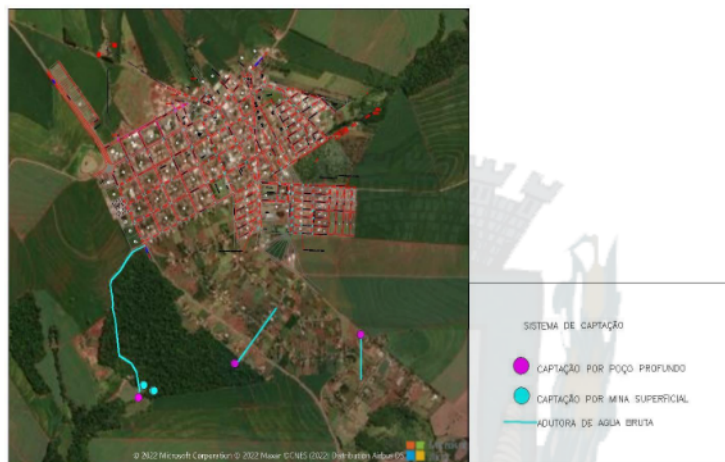 SISTEMA DE CAPTAÇÃO
CAPTAÇÃO POR POÇO PROFUNDO
CAPTAÇÃO POR MINA SUPERFICIAL
ADUTORA DE AGUA BRUTA
© 2022 Microsoft Corporation © 2022 Maxar ©CNES (2022) Distribution Airbus DS